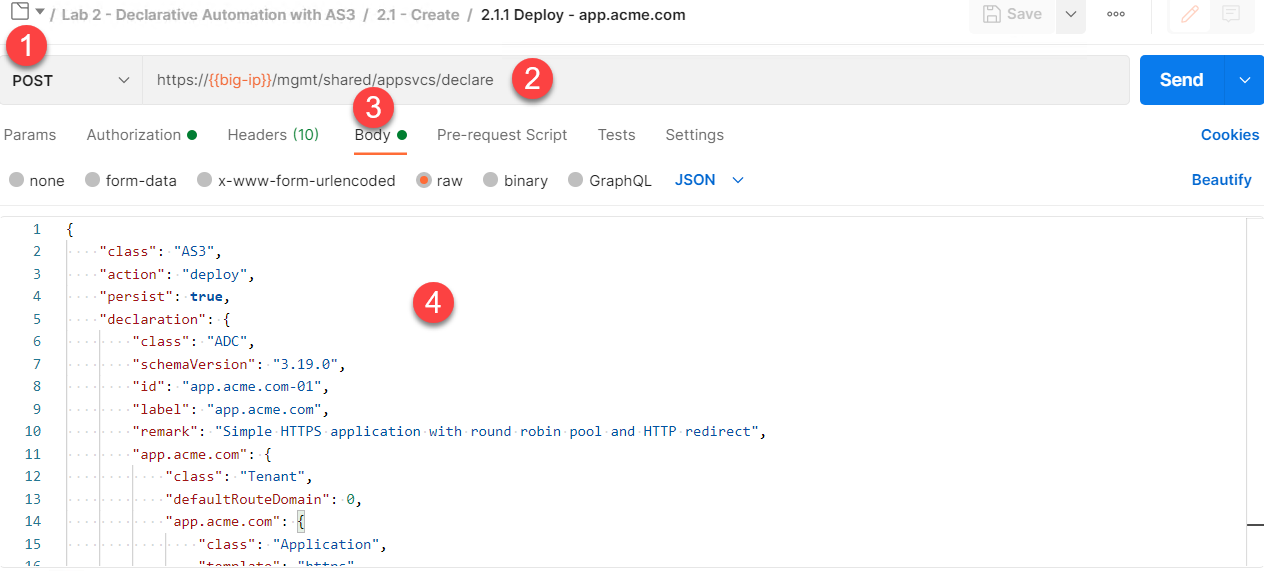 / Lab 2 - Declarative Automation with AS3 / 2.1 - Create / 2.1.1 Deploy - app.acme.com Save ooo
1
POST https://{{big-ip}}/mgmt/shared/appsvcs/declare 2 Send
3
Params Authorization Headers (10) Body Pre-request Script Tests Settings Cookies
none form-data x-www-form-urlencoded raw binary GraphQL JSON Beautify
1 {
2 "class": "AS3",
3 "action": "deploy",
4 "persist": true,
4
5 "declaration": {
6 "class": "ADC",
7 "schemaVersion": "3.19.0",
8 "id": "app.acme.com-01",
9 "label": "app.acme.com",
10 "remark": "Simple HTTPS application with round robin pool and HTTP redirect",
11 "app.acme.com": {
12 "class": "Tenant",
13 "defaultRouteDomain": 0,
14 "app.acme.com": {
15 "class": "Application",
16 "template": "https"